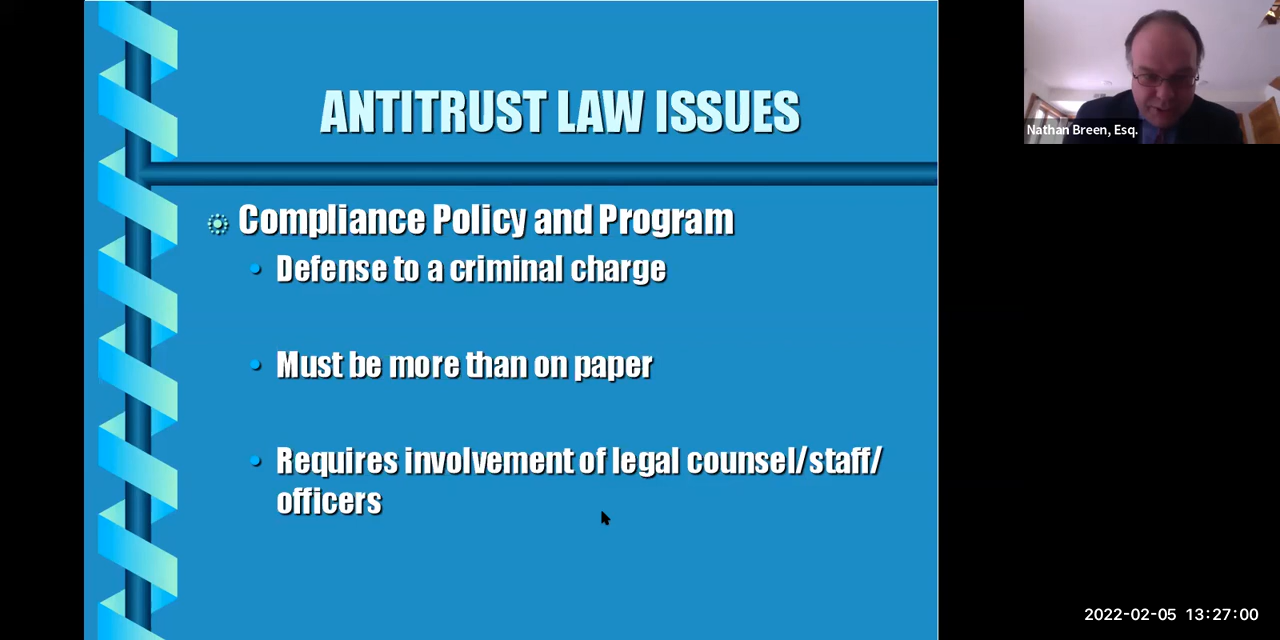 ANTITRUST LAW ISSUES
Nathan Breen, Esq.
Compliance Policy and Program
Defense to a criminal charge
Must be more than on paper
Requires involvement of legal counsel/staff/
officers
2022-02-05 13:27:00